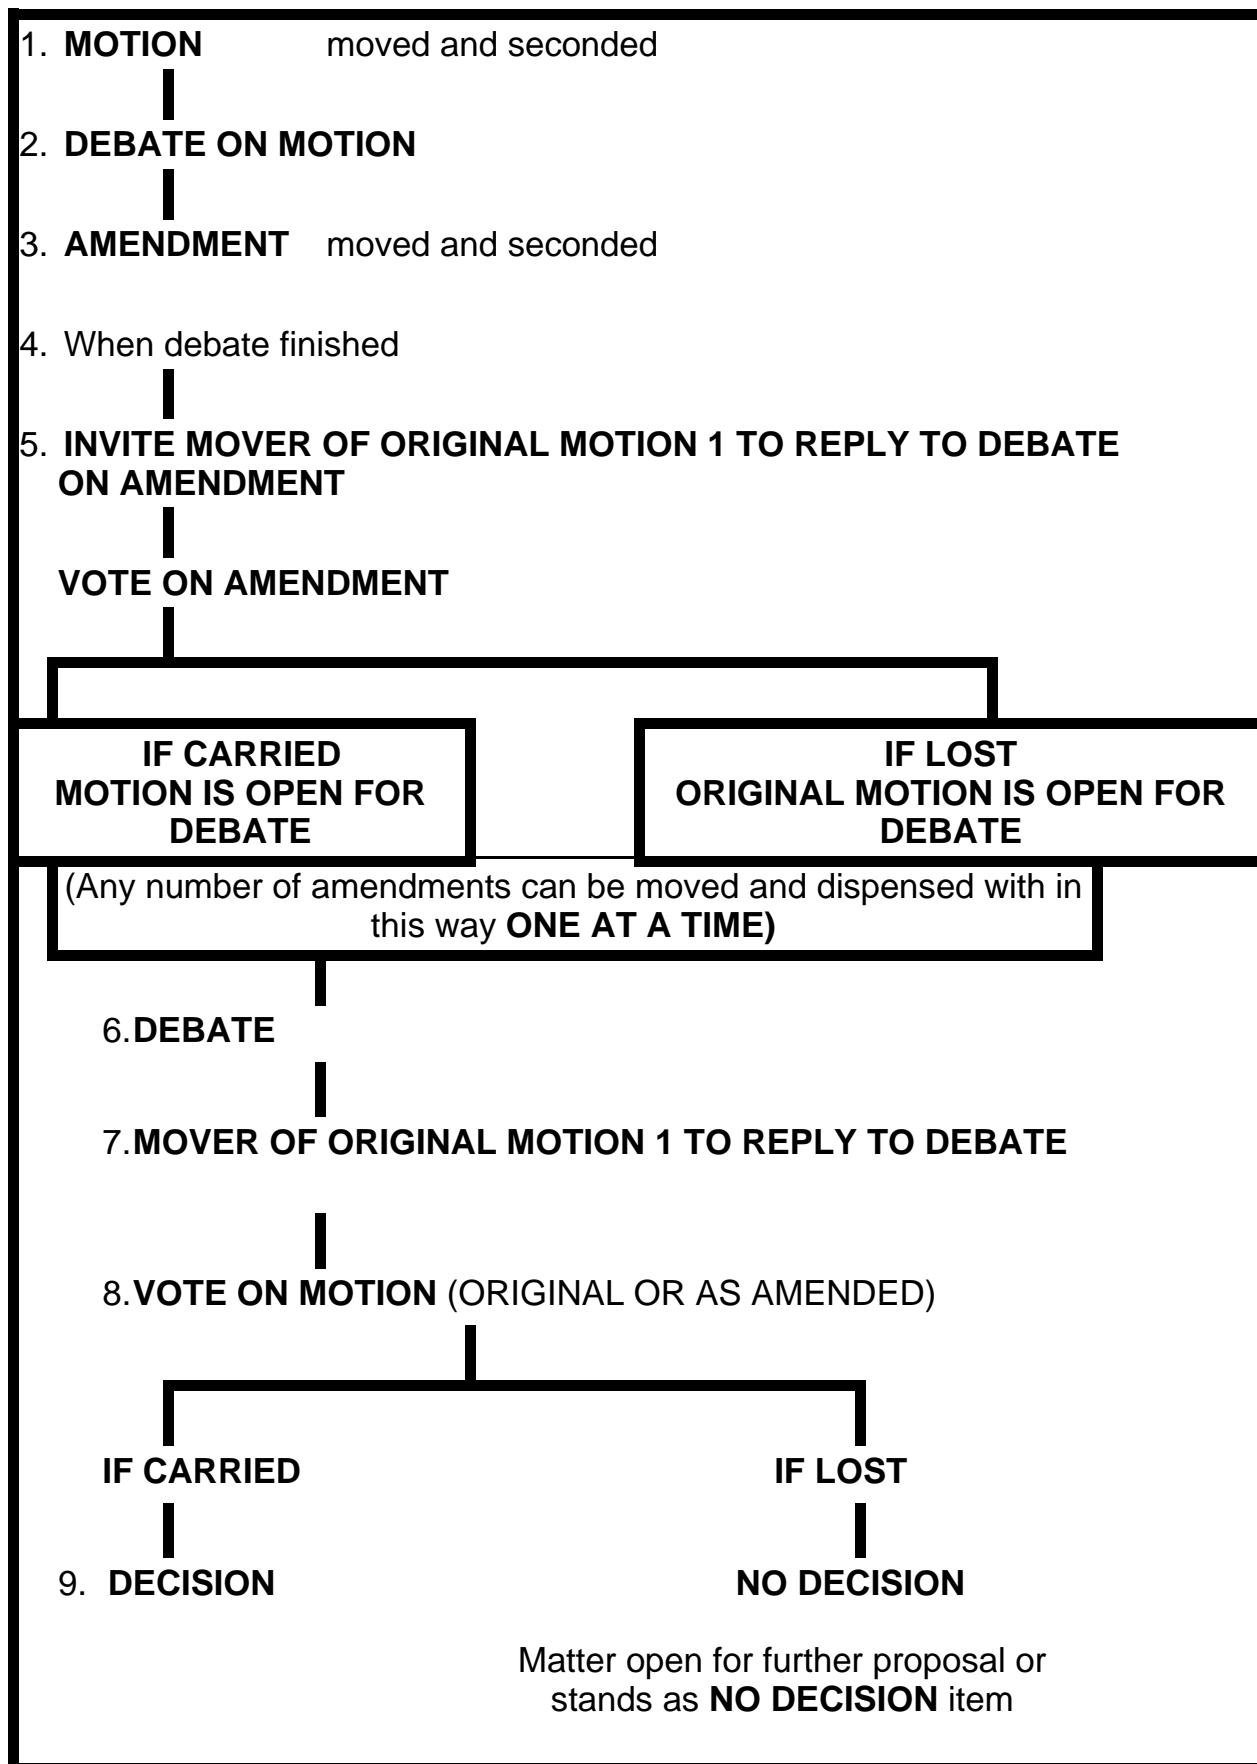 1. MOTION moved and seconded
2. DEBATE ON MOTION
3. AMENDMENT moved and seconded
4. When debate finished
5. INVITE MOVER OF ORIGINAL MOTION 1 TO REPLY TO DEBATE
ON AMENDMENT
VOTE ON AMENDMENT
IF CARRIED
MOTION IS OPEN FOR
DEBATE
IF LOST
ORIGINAL MOTION IS OPEN FOR
DEBATE
(Any number of amendments can be moved and dispensed with in
this way ONE AT A TIME)
6. DEBATE
7. MOVER OF ORIGINAL MOTION 1 TO REPLY TO DEBATE
8. VOTE ON MOTION (ORIGINAL OR AS AMENDED)
IF CARRIED
IF LOST
9. DECISION
NO DECISION
Matter open for further proposal or
stands as NO DECISION item